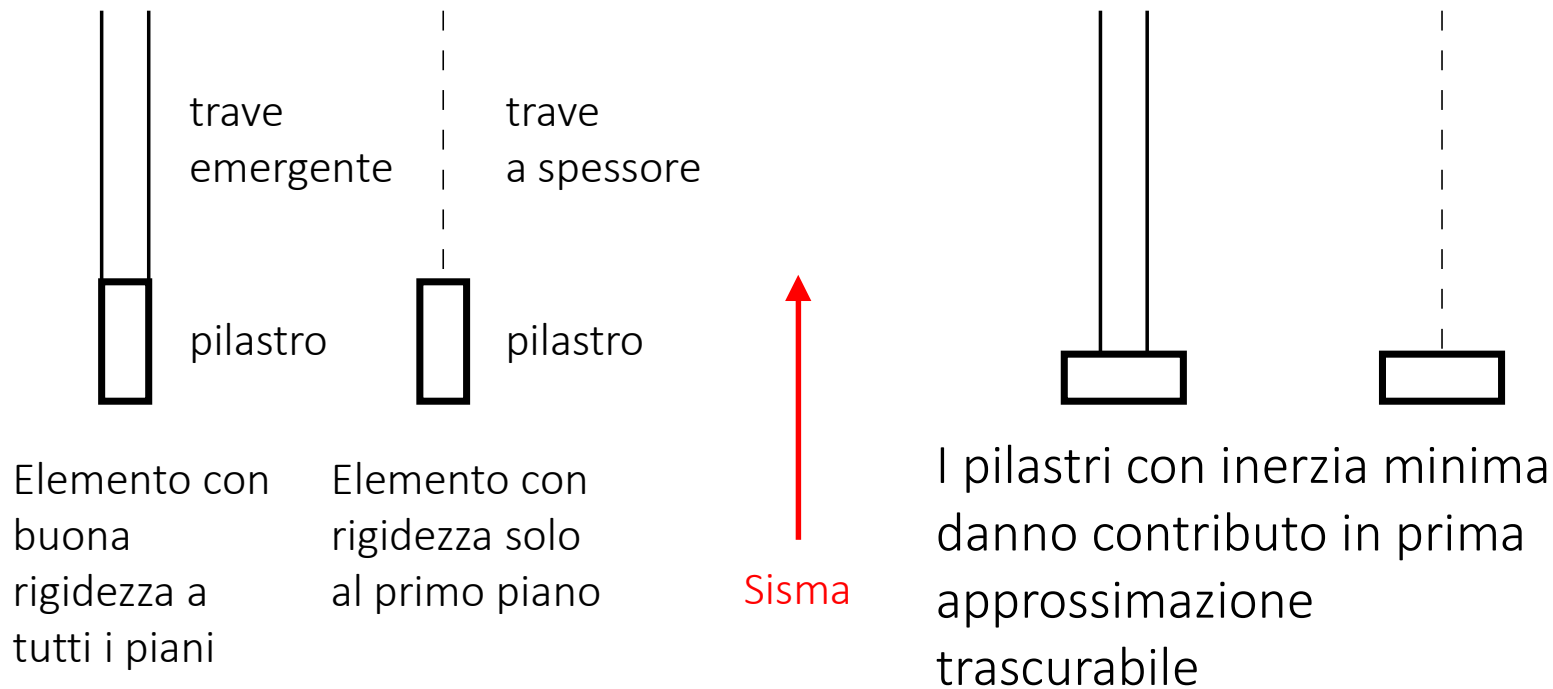 trave
emergente
trave
a spessore
pilastro
pilastro
Elemento con
buona
rigidezza a
tutti i piani
Elemento con
rigidezza solo
al primo piano
Sisma
I pilastri con inerzia minima
danno contributo in prima
approssimazione
trascurabile